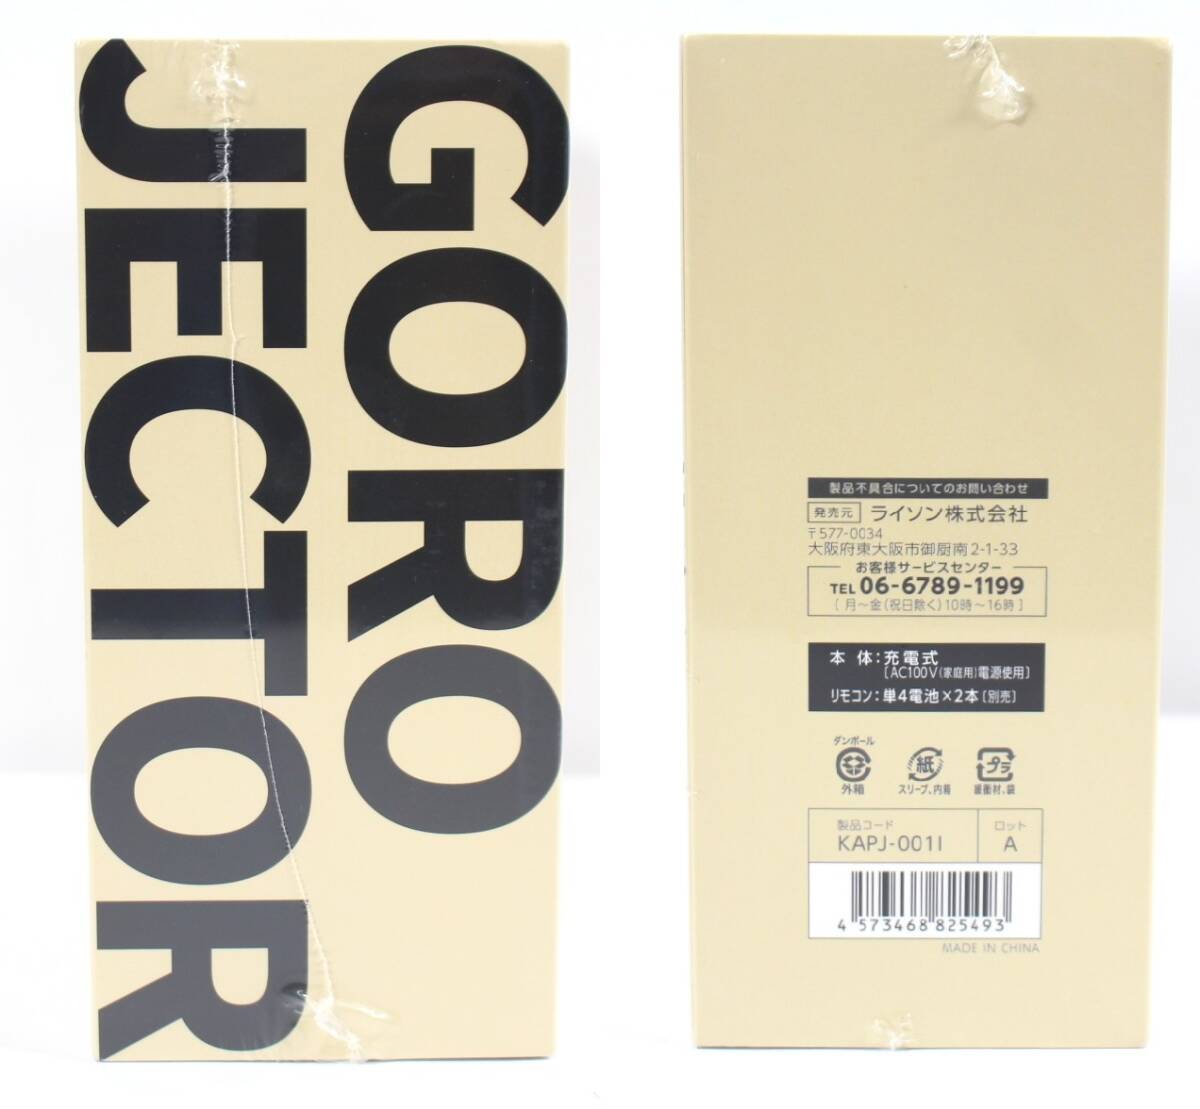 GORO
JECTOR
製品不具合についてのお問い合わせ
発売元 ライソン株式会社
〒577-0034
大阪府東大阪市御厨南2-1-33
お客様サービスセンター
TEL 06-6789-1199
[ 月～金(祝日除く)10時～16時 ]
本 体:充電式
[AC100V(家庭用)電源使用]
リモコン:単4電池×2本[別売]
ダンボール
外箱
紙
スリーブ、内箱
プラ
緩衝材、袋
製品コード
KAPJ-001I
ロット
A
4 573468 825493
MADE IN CHINA